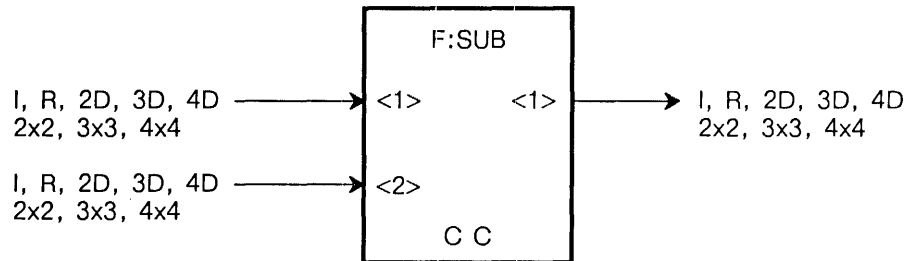 F:SUB
I, R, 2D, 3D, 4D <1> <1> I, R, 2D, 3D, 4D
2x2, 3x3, 4x4 2x2, 3x3, 4x4
I, R, 2D, 3D, 4D <2>
2x2, 3x3, 4x4
C C